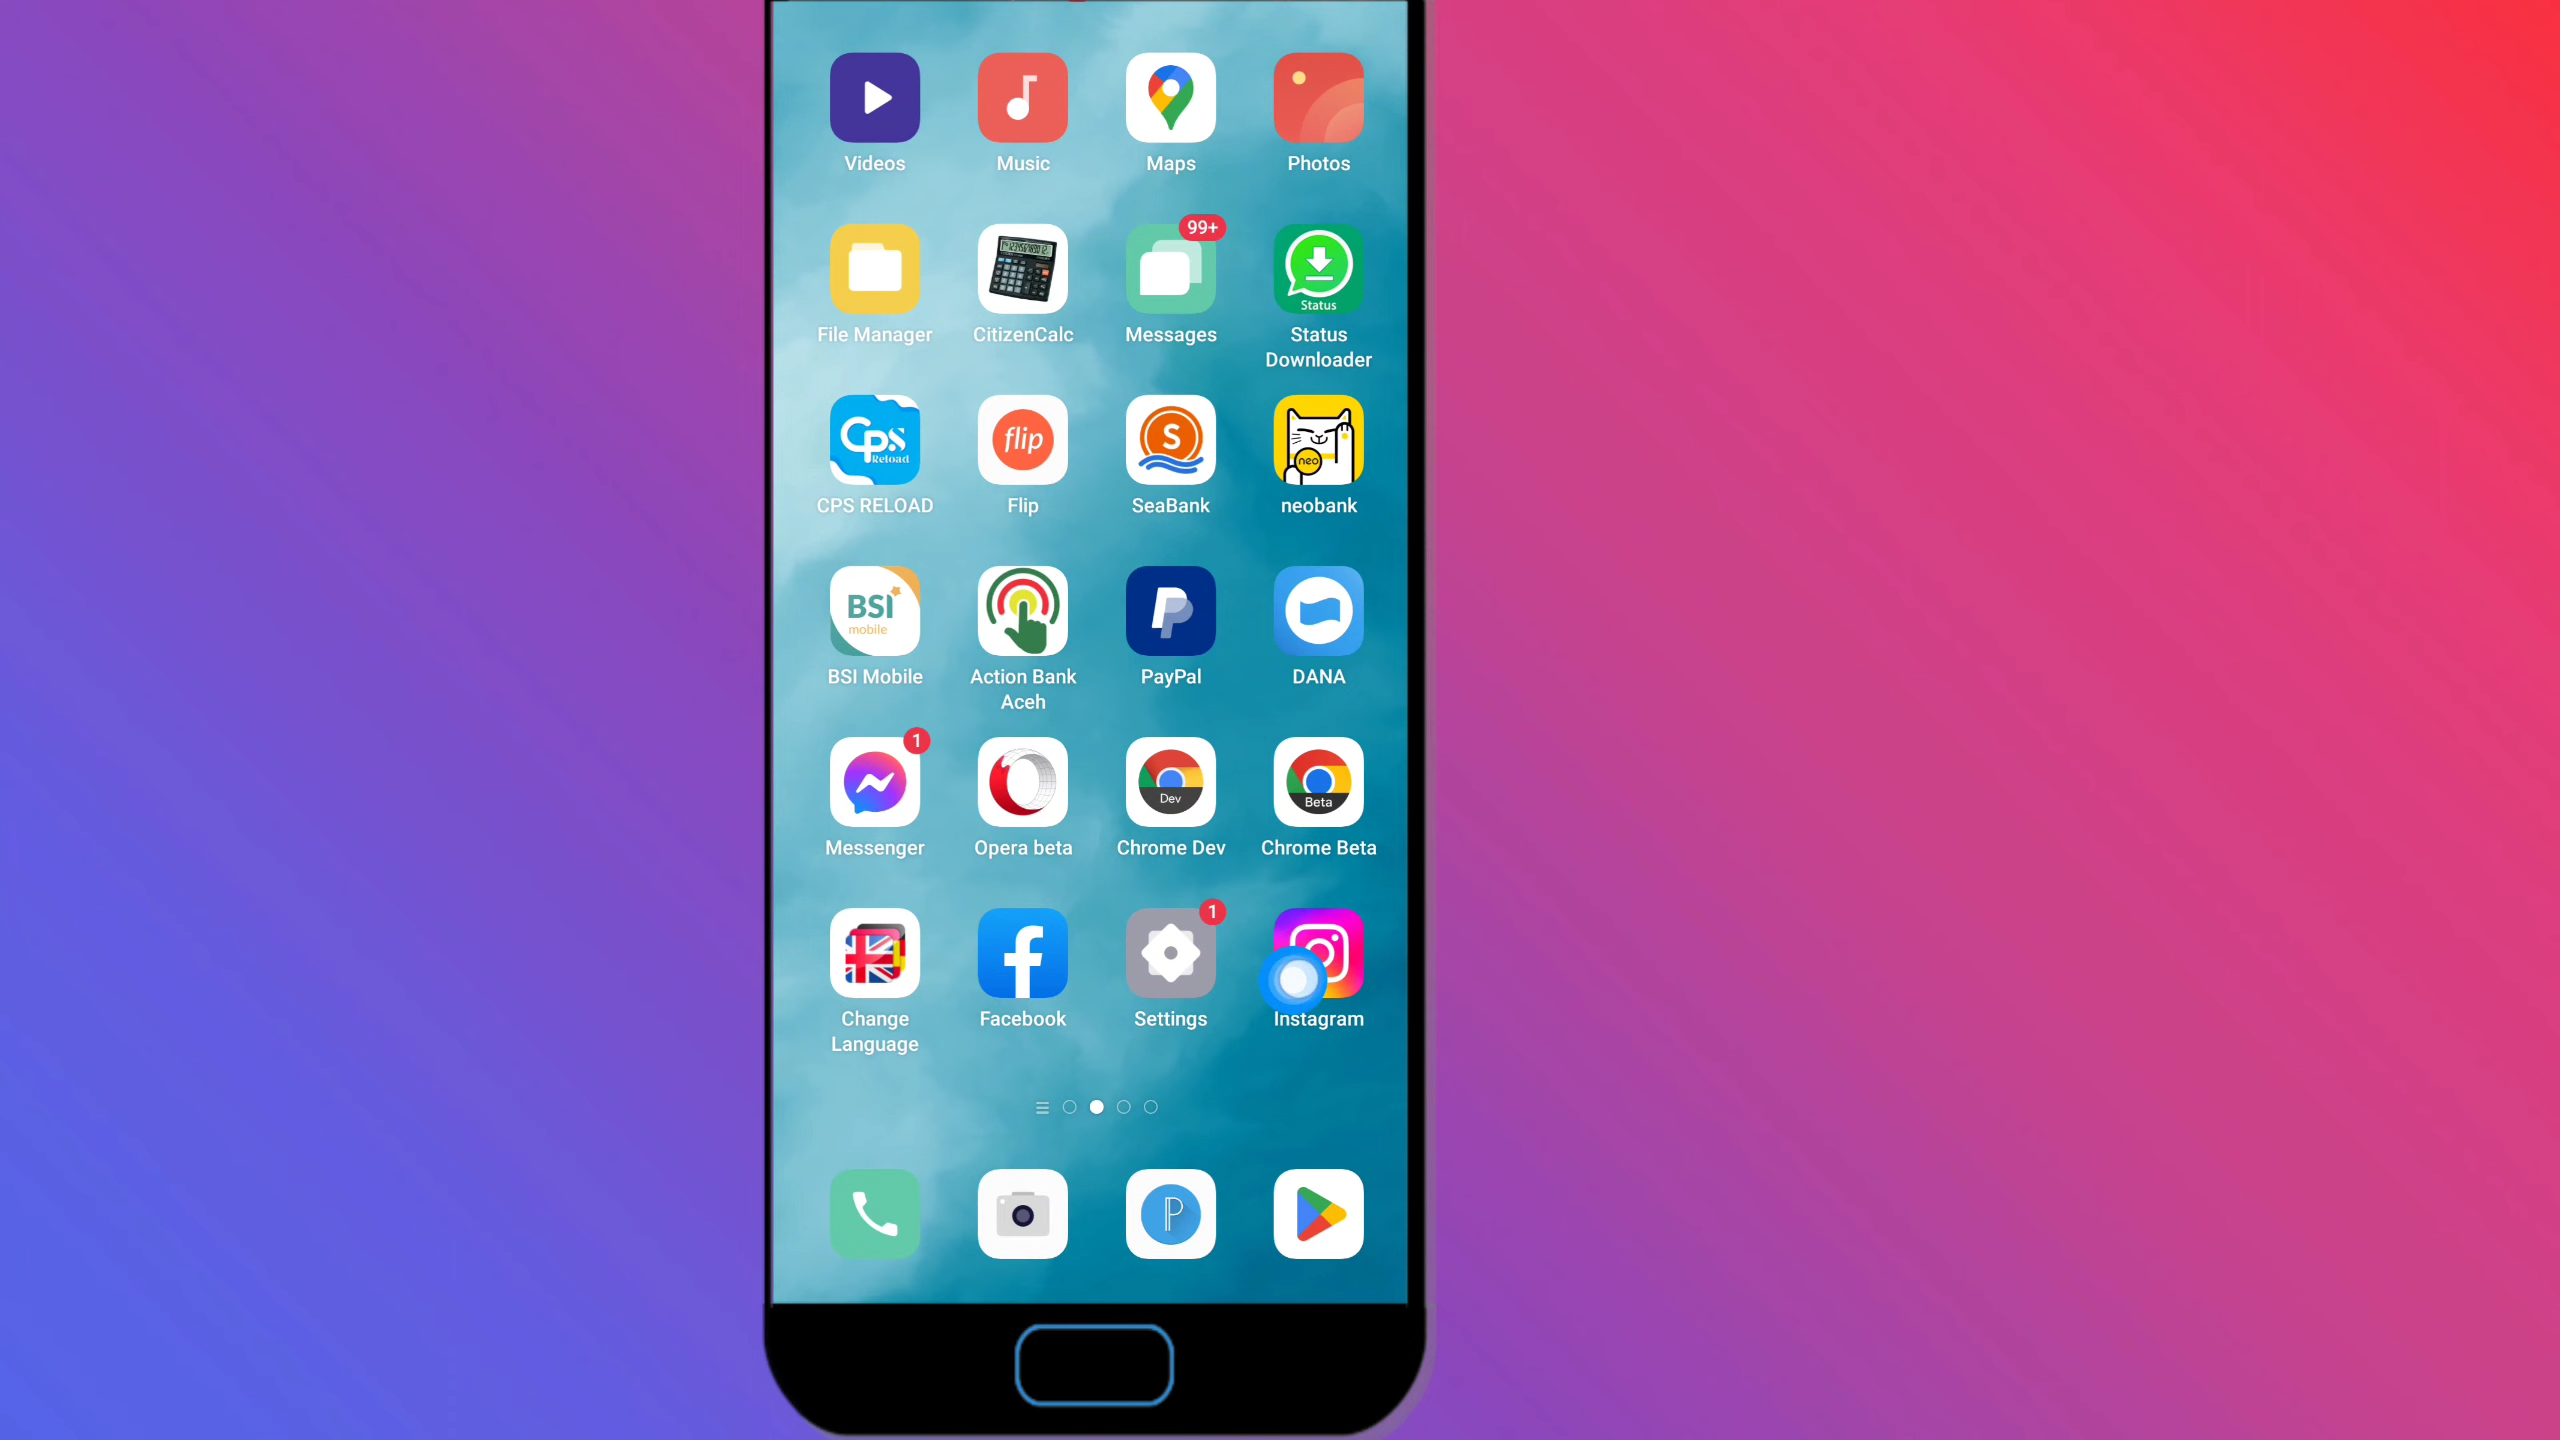 Videos
Music
Maps
Photos
99+
Status
File Manager
CitizenCalc
Messages
Status
Downloader
Cps
Reload
flip
S
neo
CPS RELOAD
Flip
SeaBank
neobank
BSI
mobile
BSI Mobile
Action Bank
Aceh
PayPal
DANA
1
Dev
Beta
Messenger
Opera beta
Chrome Dev
Chrome Beta
1
Change
Language
Facebook
Settings
Instagram